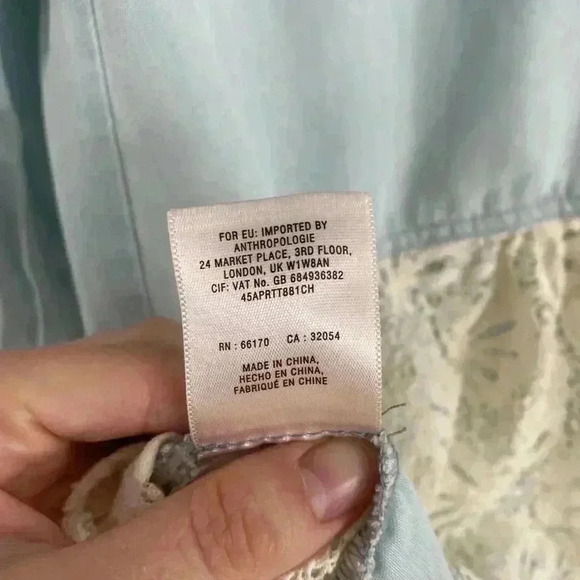 FOR EU: IMPORTED BY
ANTHROPOLOGIE
24 MARKET PLACE, 3RD FLOOR,
LONDON, UK W1W8AN
CIF: VAT No. GB 684936382
45APRTT881CH
RN : 66170 CA : 32054
MADE IN CHINA,
HECHO EN CHINA,
FABRIQUÉ EN CHINE